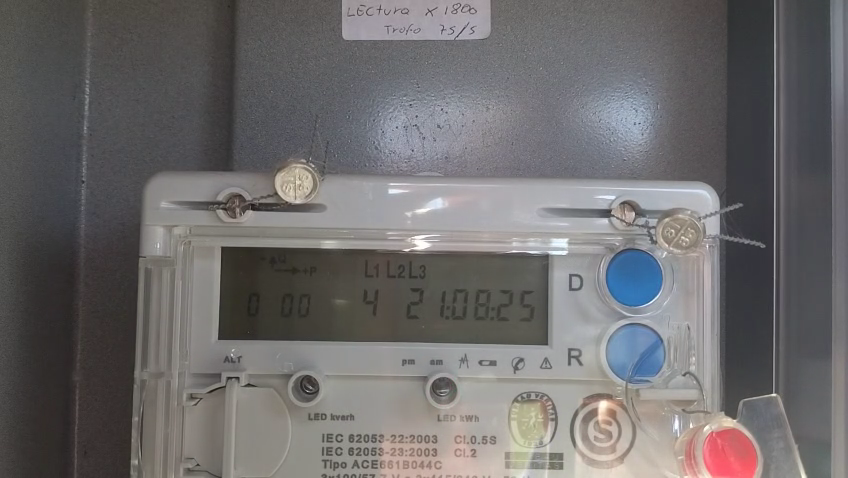 LEctura x 1800
Trafo 75/5
L1 L2 L3
0 00 4 21:08:25
D
R
ALT
pm am
LED kvarh LED kWh
IEC 62053-22:2003 Cl.0.5S
IEC 62053-23:2003 CL2
Tipo ACE661B044C
S